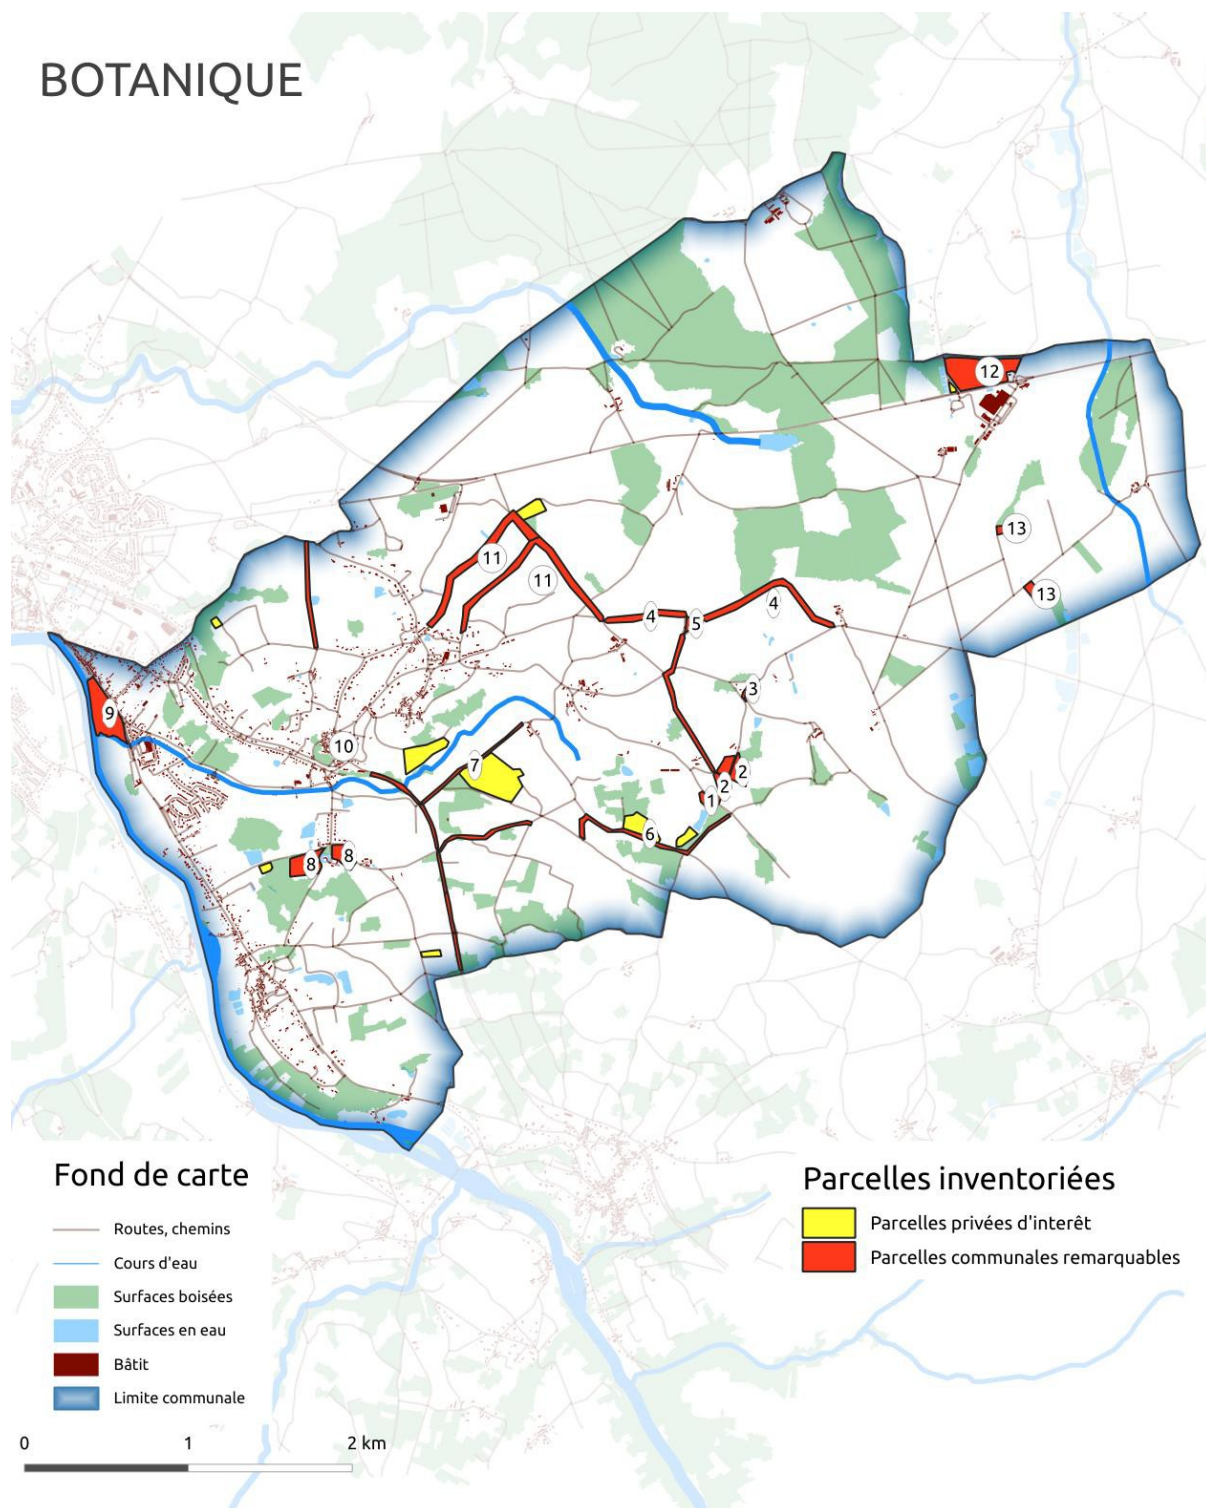 BOTANIQUE
12
13
11
11
13
4
4
5
3
9
10
7
2
2
1
6
8
8
Fond de carte
Routes, chemins
Cours d'eau
Surfaces boisées
Surfaces en eau
Bâtit
Limite communale
0 1 2 km
Parcelles inventoriées
Parcelles privées d'interêt
Parcelles communales remarquables